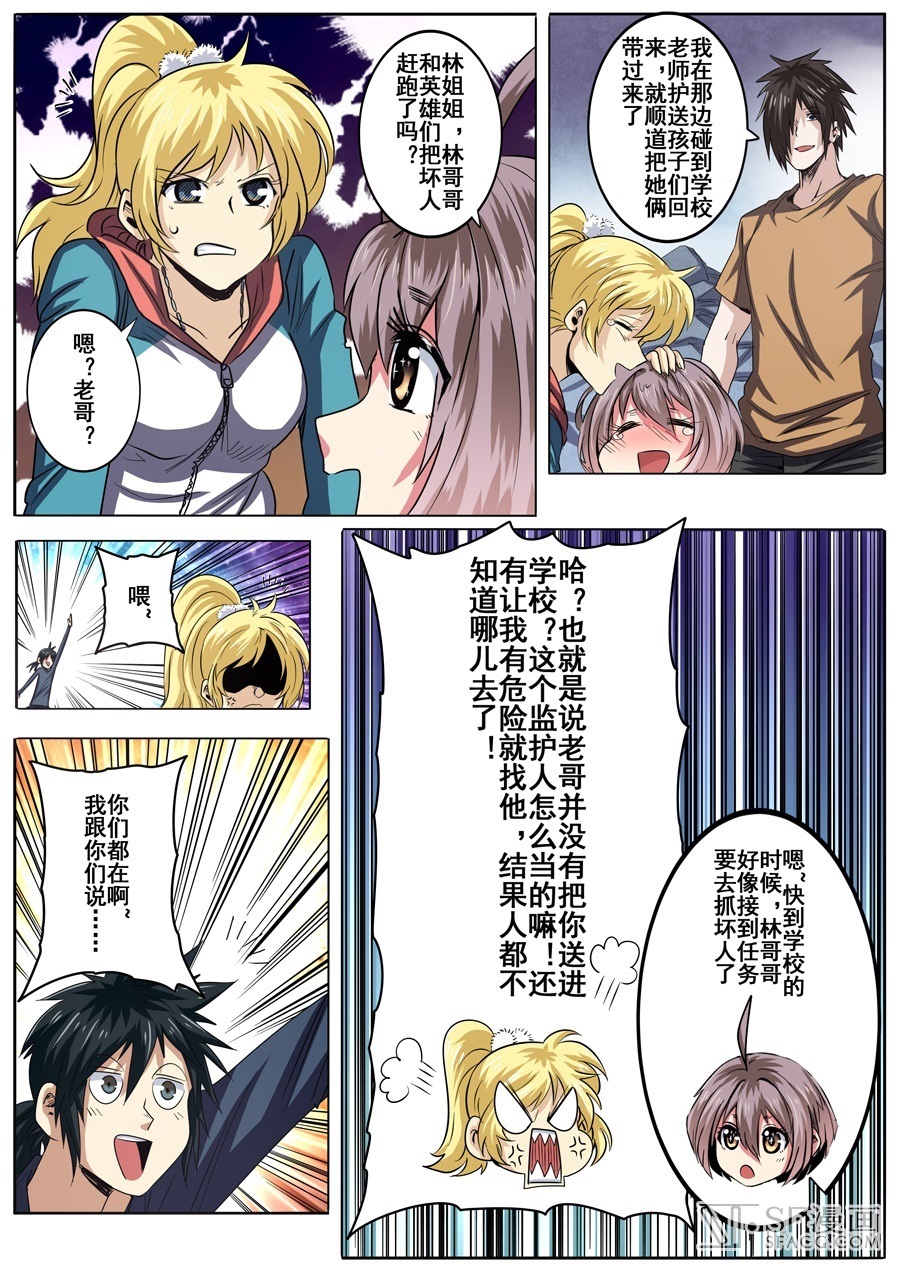 我在那边碰到学校
老师护送孩子们回
来，就顺道把她俩
带过来了
林姐姐，林哥哥
和英雄们把坏人
赶跑了吗？
嗯？老哥？
嗯~快到学校的
时候，林哥哥
好像接到任务
要去抓坏人了
哈？也就是说老哥并没有把你送进
学校？这个监护人怎么当的嘛！还
有让我有危险就找他，结果人都不
知道哪儿去了！
喂~
你们都在啊~
我跟你们说……
SF漫画
SFACG.COM